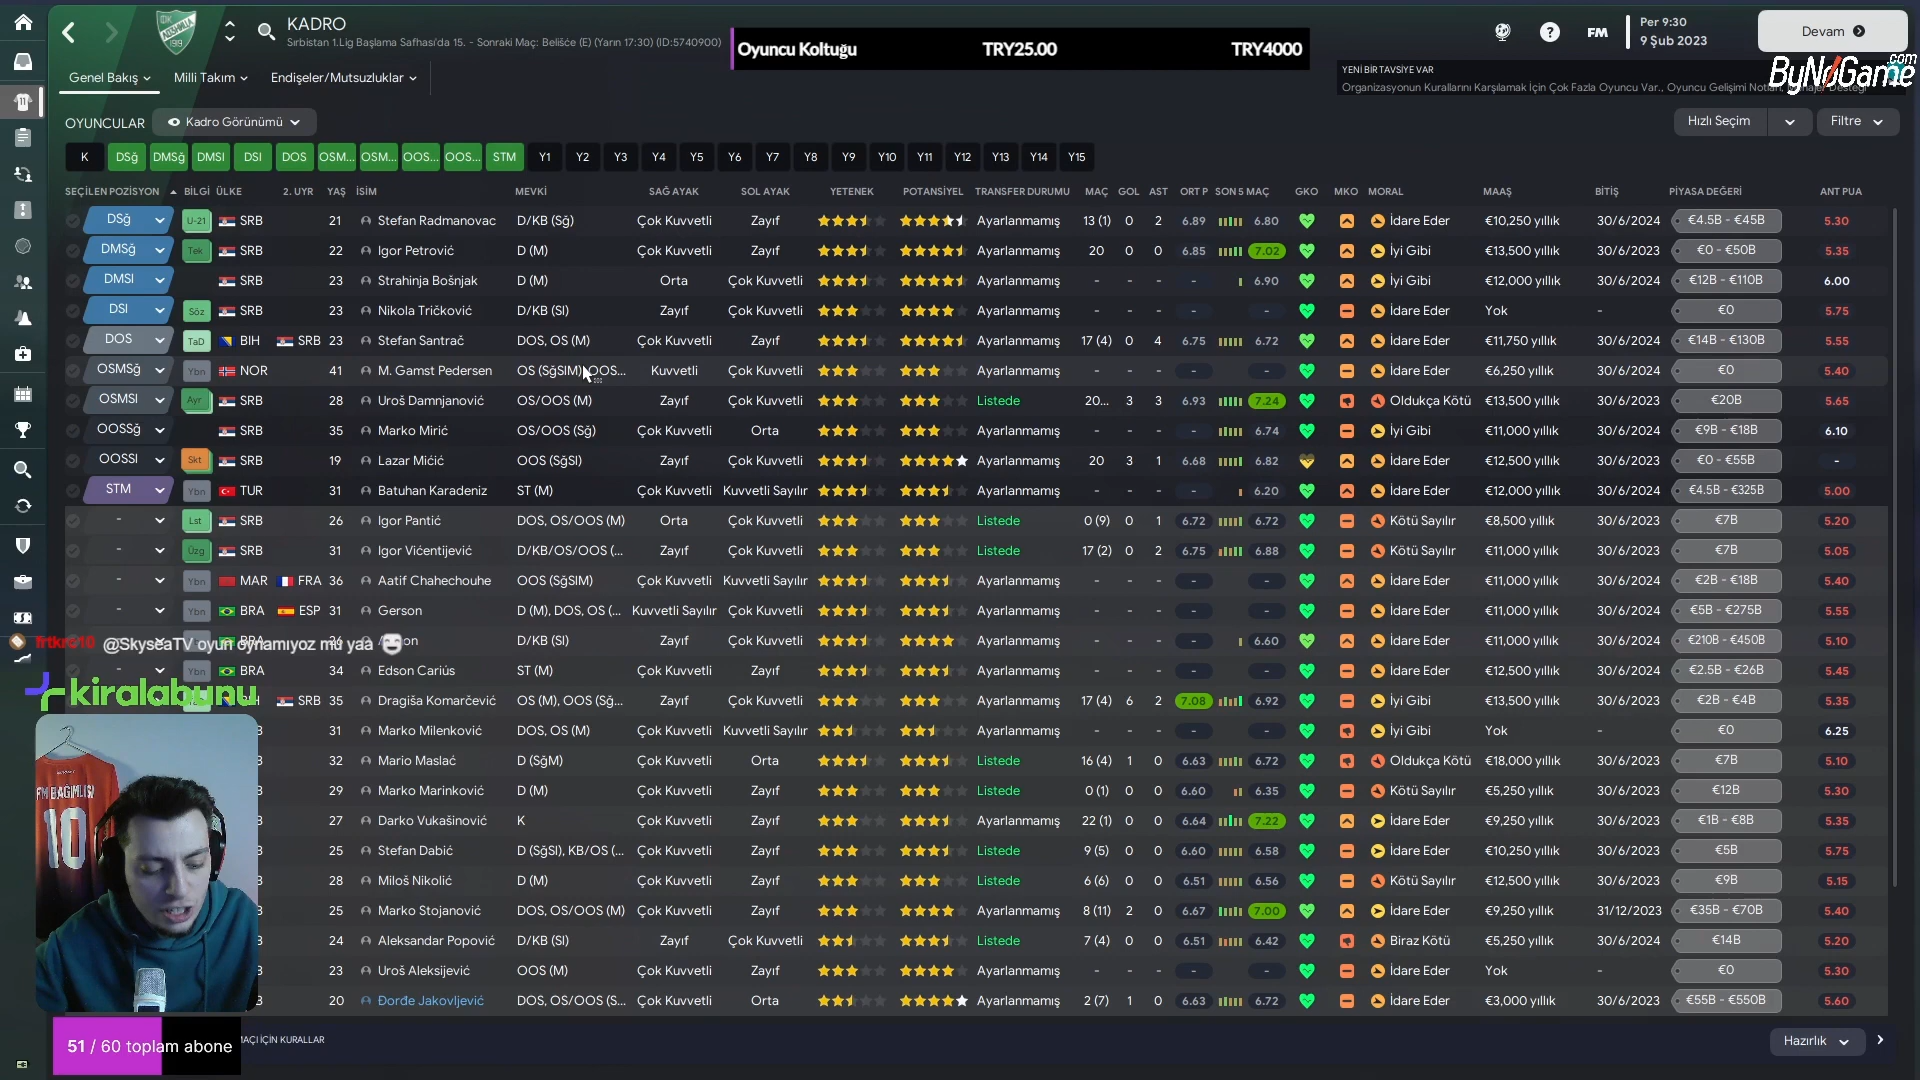 KADRO
Sırbistan 1.Lig Başlama Safhası'da 15. - Sonraki Maç: Belišće (E) (Yarın 17:30) (ID:5740900)
Oyuncu Koltuğu TRY25.00 TRY4000
FM
Per 9:30
9 Şub 2023
Devam
ByNoGame.com
Genel Bakış Milli Takım Endişeler/Mutsuzluklar
YENİ BİR TAVSİYE VAR
Organizasyonun Kurallarını Karşılamak İçin Çok Fazla Oyuncu Var., Oyuncu Gelişimi Notları,
OYUNCULAR Kadro Görünümü Hızlı Seçim Filtre
K DSğ DMSğ DMSI DSI DOS OSM... OSM... OOS... OOS... STM Y1 Y2 Y3 Y4 Y5 Y6 Y7 Y8 Y9 Y10 Y11 Y12 Y13 Y14 Y15
SEÇİLEN POZİSYON BİLGİ ÜLKE 2. UYR YAŞ İSİM MEVKİ SAĞ AYAK SOL AYAK YETENEK POTANSİYEL TRANSFER DURUMU MAÇ GOL AST ORT P SON 5 MAÇ GKO MKO MORAL MAAŞ BİTİŞ PİYASA DEĞERİ ANT PUA
DSğ U-21 SRB 21 Stefan Radmanovac D/KB (Sğ) Çok Kuvvetli Zayıf Ayarlanmamış 13 (1) 0 2 6.89 6.80 İdare Eder €10,250 yıllık 30/6/2024 €4.5B - €45B 5.30
DMSğ Tek SRB 22 Igor Petrović D (M) Çok Kuvvetli Zayıf Ayarlanmamış 20 0 0 6.85 7.02 İyi Gibi €13,500 yıllık 30/6/2024 €0 - €50B 5.35
DMSI SRB 23 Strahinja Bošnjak D (M) Orta Çok Kuvvetli Ayarlanmamış - - - - 6.90 İyi Gibi €12,000 yıllık 30/6/2024 €12B - €110B 6.00
DSI Söz SRB 23 Nikola Tričković D/KB (SI) Zayıf Çok Kuvvetli Ayarlanmamış - - - - - İdare Eder Yok - €0 5.75
DOS TaD BIH SRB 23 Stefan Santrač DOS, OS (M) Çok Kuvvetli Zayıf Ayarlanmamış 17 (4) 0 4 6.75 6.72 İdare Eder €11,750 yıllık 30/6/2024 €14B - €130B 5.55
OSMSğ Ybn NOR 41 M. Gamst Pedersen OS (SğSIM), OOS... Kuvvetli Çok Kuvvetli Ayarlanmamış - - - - - İdare Eder €6,250 yıllık 30/6/2024 €0 5.40
OSMSI Ayr SRB 28 Uroš Damnjanović OS/OOS (M) Zayıf Çok Kuvvetli Listede 20... 3 3 6.93 7.24 Oldukça Kötü €13,500 yıllık 30/6/2023 €20B 5.65
OOSSğ SRB 35 Marko Mirić OS/OOS (Sğ) Çok Kuvvetli Orta Ayarlanmamış - - - - 6.74 İyi Gibi €11,000 yıllık 30/6/2024 €9B - €18B 6.10
OOSSI Skt SRB 19 Lazar Mićić OOS (SğSI) Zayıf Çok Kuvvetli Ayarlanmamış 20 3 1 6.68 6.82 İdare Eder €12,500 yıllık 30/6/2023 €0 - €55B -
STM Ybn TUR 31 Batuhan Karadeniz ST (M) Çok Kuvvetli Kuvvetli Sayılır Ayarlanmamış - - - - 6.20 İdare Eder €12,000 yıllık 30/6/2024 €4.5B - €325B 5.00
- Lst SRB 26 Igor Pantić DOS, OS/OOS (M) Orta Çok Kuvvetli Listede 0 (9) 0 1 6.72 6.72 Kötü Sayılır €8,500 yıllık 30/6/2023 €7B 5.20
- Üzg SRB 31 Igor Vićentijević D/KB/OS/OOS (... Zayıf Çok Kuvvetli Listede 17 (2) 0 2 6.75 6.88 Kötü Sayılır €11,000 yıllık 30/6/2023 €7B 5.05
- Ybn MAR FRA 36 Aatif Chahechouhe OOS (SğSIM) Çok Kuvvetli Kuvvetli Sayılır Ayarlanmamış - - - - - İdare Eder €11,000 yıllık 30/6/2024 €2B - €18B 5.40
- Ybn BRA ESP 31 Gerson D (M), DOS, OS (... Kuvvetli Sayılır Çok Kuvvetli Ayarlanmamış - - - - - İdare Eder €11,000 yıllık 30/6/2024 €5B - €275B 5.55
BRA 26 D/KB (SI) Zayıf Çok Kuvvetli Ayarlanmamış - - - - 6.60 İdare Eder €11,000 yıllık 30/6/2024 €210B - €450B 5.10
frtkrc10 @SkyseaTV oyun oynamıyoz mu yaa
- Ybn BRA 34 Edson Cariús ST (M) Çok Kuvvetli Zayıf Ayarlanmamış - - - - - İdare Eder €12,500 yıllık 30/6/2024 €2.5B - €26B 5.45
kiralabunu
SRB 35 Dragiša Komarčević OS (M), OOS (Sğ... Zayıf Çok Kuvvetli Ayarlanmamış 17 (4) 6 2 7.08 6.92 İyi Gibi €13,500 yıllık 30/6/2023 €2B - €4B 5.35
31 Marko Milenković DOS, OS (M) Çok Kuvvetli Kuvvetli Sayılır Ayarlanmamış - - - - - İyi Gibi Yok - €0 6.25
32 Mario Maslać D (SğM) Çok Kuvvetli Orta Listede 16 (4) 1 0 6.63 6.72 Oldukça Kötü €18,000 yıllık 30/6/2023 €7B 5.10
29 Marko Marinković D (M) Çok Kuvvetli Zayıf Listede 0 (1) 0 0 6.60 6.35 Kötü Sayılır €5,250 yıllık 30/6/2023 €12B 5.30
27 Darko Vukašinović K Çok Kuvvetli Zayıf Ayarlanmamış 22 (1) 0 0 6.64 7.22 İdare Eder €9,250 yıllık 30/6/2023 €1B - €8B 5.35
25 Stefan Dabić D (SğSI), KB/OS (... Çok Kuvvetli Zayıf Listede 9 (5) 0 0 6.60 6.58 İdare Eder €10,250 yıllık 30/6/2023 €5B 5.75
28 Miloš Nikolić D (M) Çok Kuvvetli Zayıf Listede 6 (6) 0 0 6.51 6.56 Kötü Sayılır €12,500 yıllık 30/6/2023 €9B 5.15
25 Marko Stojanović DOS, OS/OOS (M) Çok Kuvvetli Zayıf Ayarlanmamış 8 (11) 2 0 6.67 7.00 İdare Eder €9,250 yıllık 31/12/2023 €35B - €70B 5.40
24 Aleksandar Popović D/KB (SI) Zayıf Çok Kuvvetli Listede 7 (4) 0 0 6.51 6.42 Biraz Kötü €5,250 yıllık 30/6/2024 €14B 5.20
23 Uroš Aleksijević OOS (M) Çok Kuvvetli Zayıf Ayarlanmamış - - - - - İdare Eder Yok 30/6/2023 €0 5.30
20 Đorđe Jakovljević DOS, OS/OOS (S... Çok Kuvvetli Orta Ayarlanmamış 2 (7) 1 0 6.63 6.72 İdare Eder €3,000 yıllık 30/6/2023 €55B - €550B 5.60
FM BAĞIMLISI
10
51 / 60 toplam abone
MAÇI İÇİN KURALLAR
Hazırlık